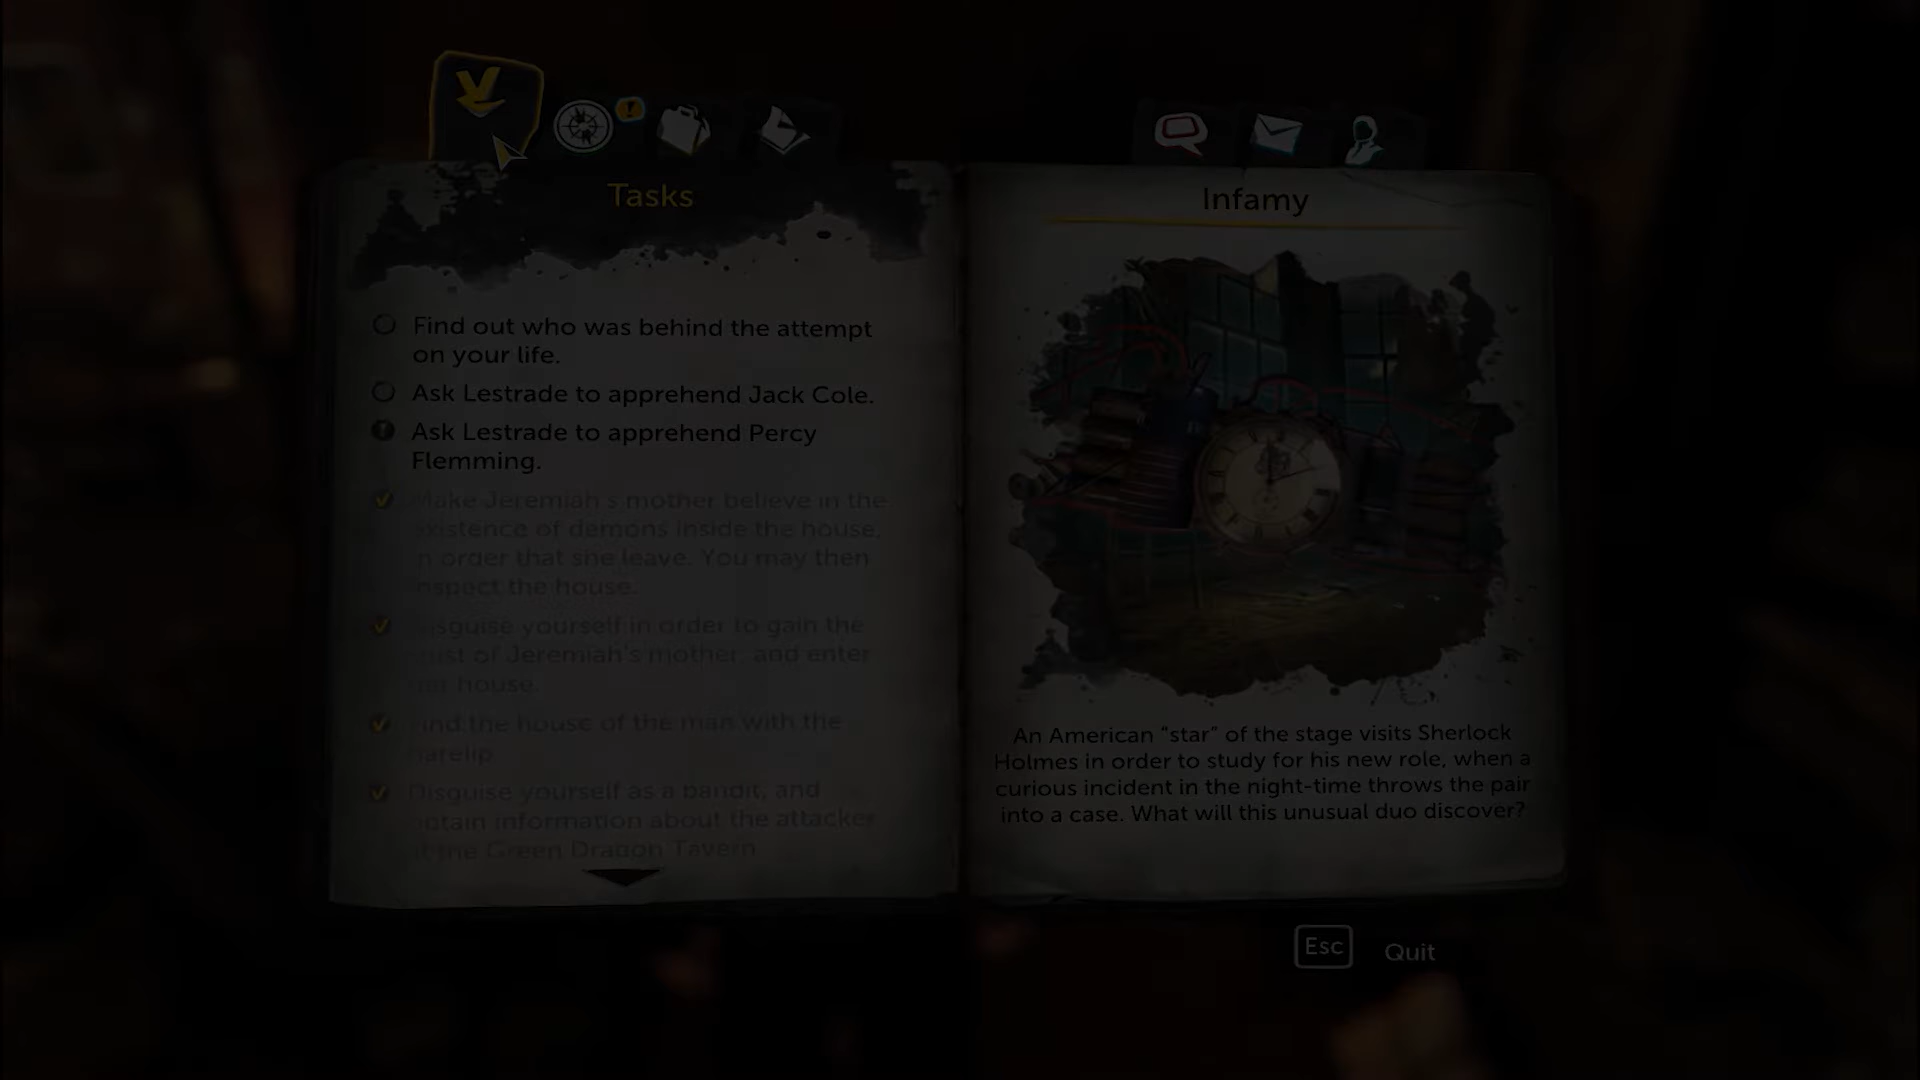 Tasks
Find out who was behind the attempt
on your life.
Ask Lestrade to apprehend Jack Cole.
Ask Lestrade to apprehend Percy
Flemming.
Make Jeremiah's mother believe in the
existence of demons inside the house,
in order that she leave. You may then
inspect the house.
Disguise yourself in order to gain the
trust of Jeremiah's mother, and enter
her house.
Find the house of the man with the
harelip
Disguise yourself as a bandit, and
obtain information about the attacker
at the Green Dragon Tavern
Infamy
An American "star" of the stage visits Sherlock
Holmes in order to study for his new role, when a
curious incident in the night-time throws the pair
into a case. What will this unusual duo discover?
Esc Quit